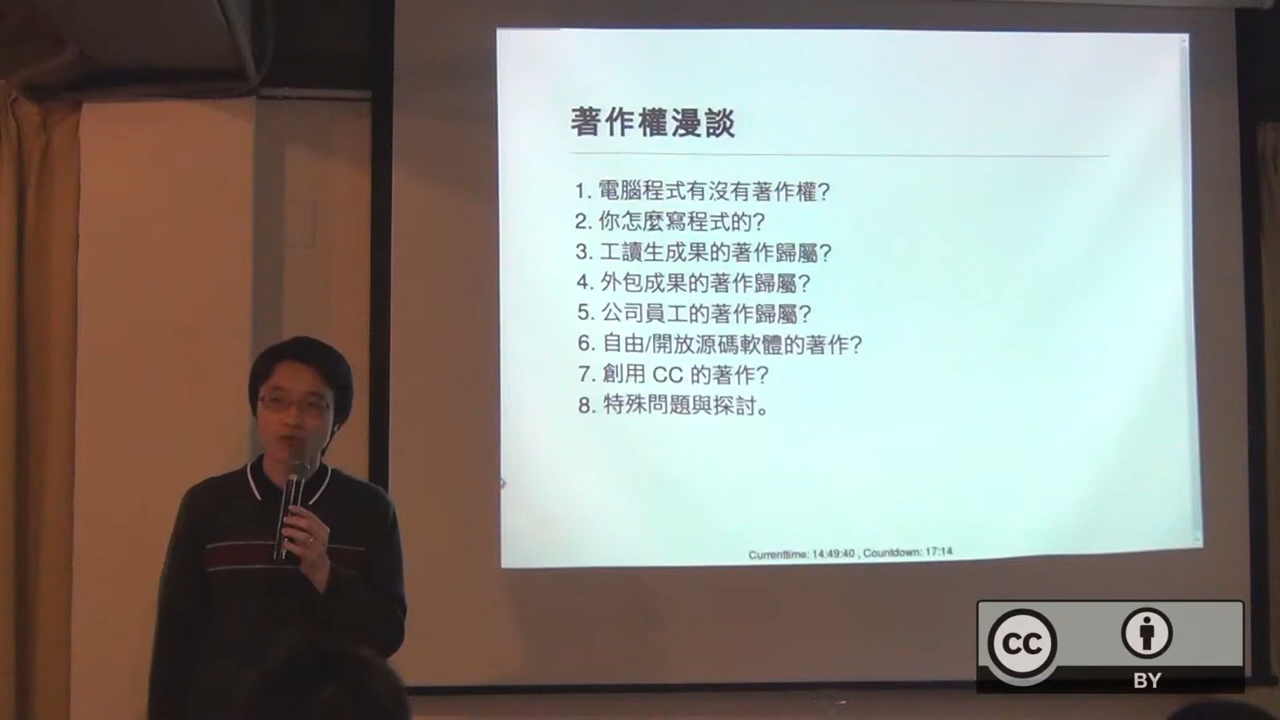 著作權漫談
1. 電腦程式有沒有著作權?
2. 你怎麼寫程式的?
3. 工讀生成果的著作歸屬?
4. 外包成果的著作歸屬?
5. 公司員工的著作歸屬?
6. 自由/開放源碼軟體的著作?
7. 創用 CC 的著作?
8. 特殊問題與探討。
Currenttime: 14:49:40 , Countdown: 17:14
CC
BY